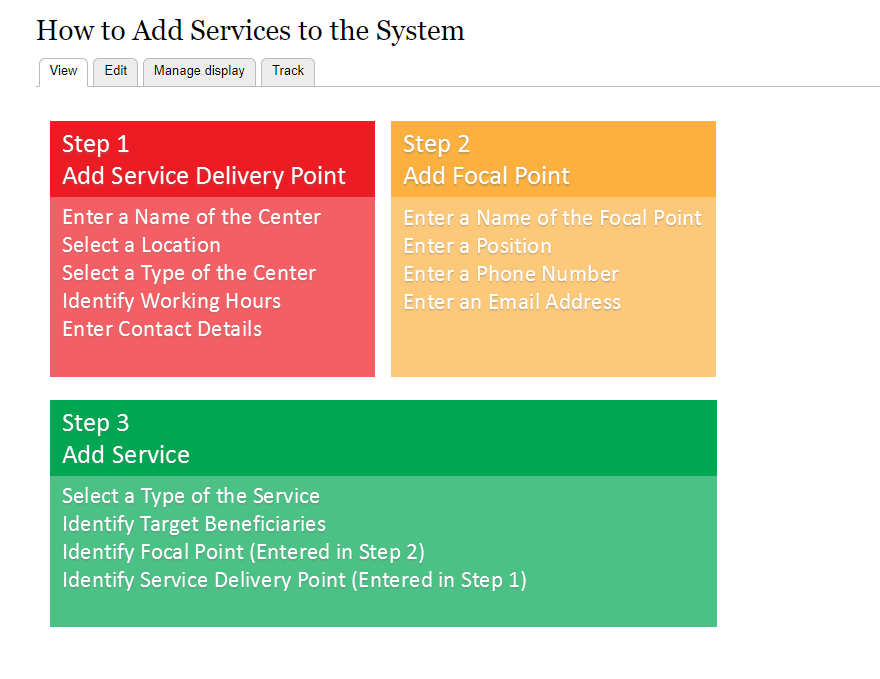 How to Add Services to the System
View Edit Manage display Track
Step 1
Add Service Delivery Point
Enter a Name of the Center
Select a Location
Select a Type of the Center
Identify Working Hours
Enter Contact Details
Step 2
Add Focal Point
Enter a Name of the Focal Point
Enter a Position
Enter a Phone Number
Enter an Email Address
Step 3
Add Service
Select a Type of the Service
Identify Target Beneficiaries
Identify Focal Point (Entered in Step 2)
Identify Service Delivery Point (Entered in Step 1)